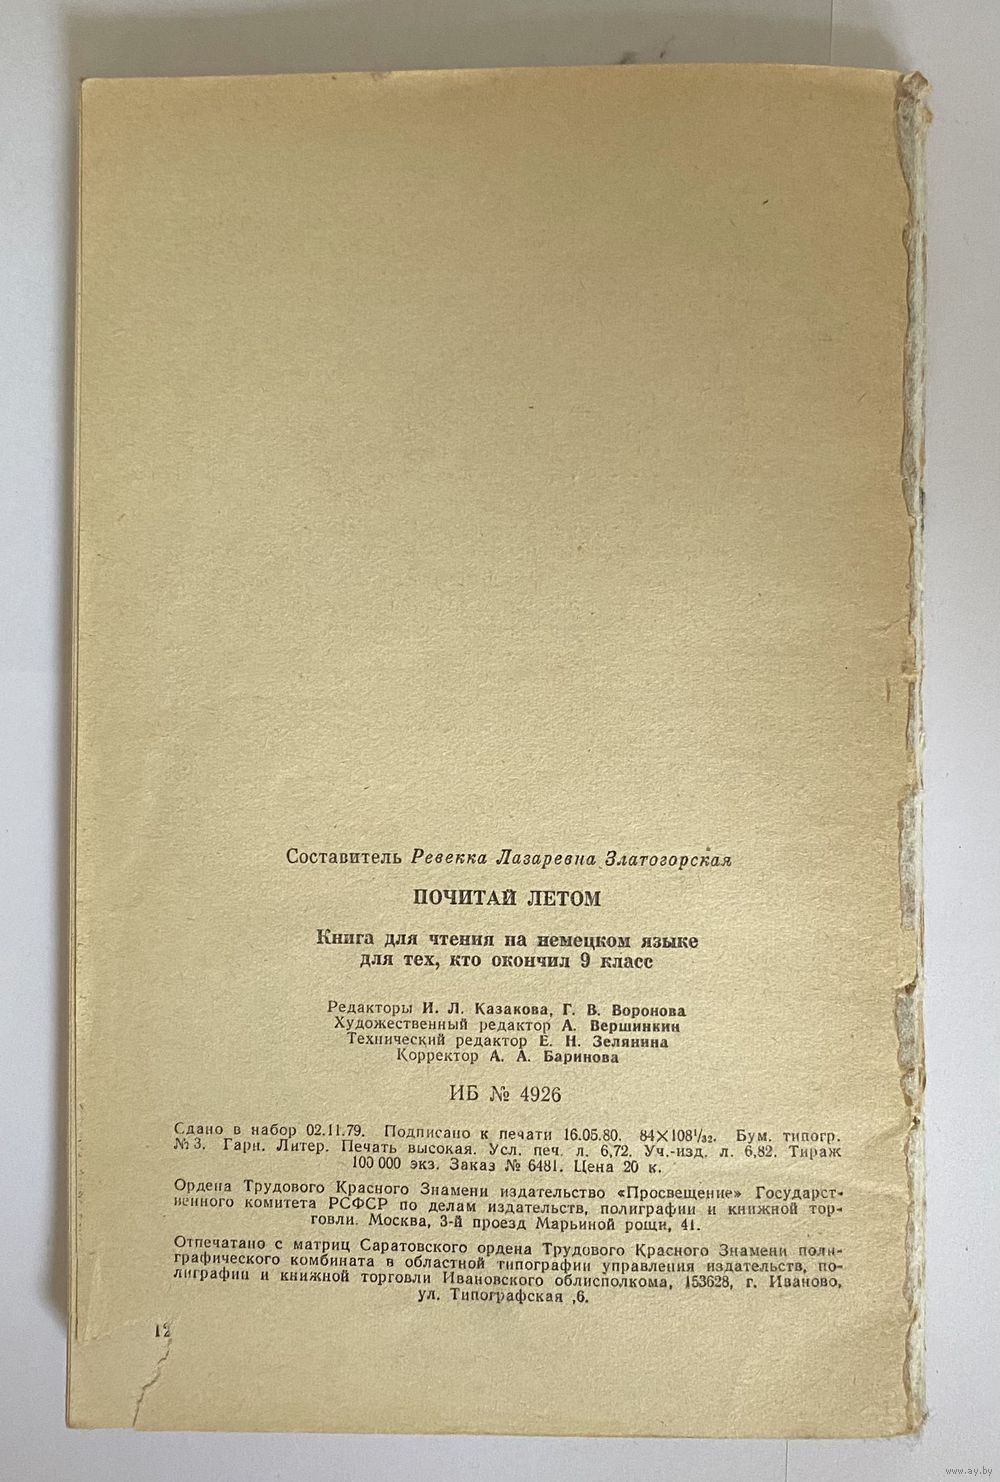 Составитель Ревекка Лазаревна Златогорская
ПОЧИТАЙ ЛЕТОМ
Книга для чтения на немецком языке
для тех, кто окончил 9 класс
Редакторы И. Л. Казакова, Г. В. Воронова
Художественный редактор А. Вершинкин
Технический редактор Е. Н. Зелянина
Корректор А. А. Баринова
ИБ № 4926
Сдано в набор 02.11.79. Подписано к печати 16.05.80. 84×108¹/₃₂. Бум. типогр.
№ 3. Гарн. Литер. Печать высокая. Усл. печ. л. 6,72. Уч.-изд. л. 6,82. Тираж
100 000 экз. Заказ № 6481. Цена 20 к.
Ордена Трудового Красного Знамени издательство «Просвещение» Государст-
венного комитета РСФСР по делам издательств, полиграфии и книжной тор-
говли. Москва, 3-й проезд Марьиной рощи, 41.
Отпечатано с матриц Саратовского ордена Трудового Красного Знамени поли-
графического комбината в областной типографии управления издательств, по-
лиграфии и книжной торговли Ивановского облисполкома, 153628, г. Иваново,
ул. Типографская ,6.
12
www.ay.by